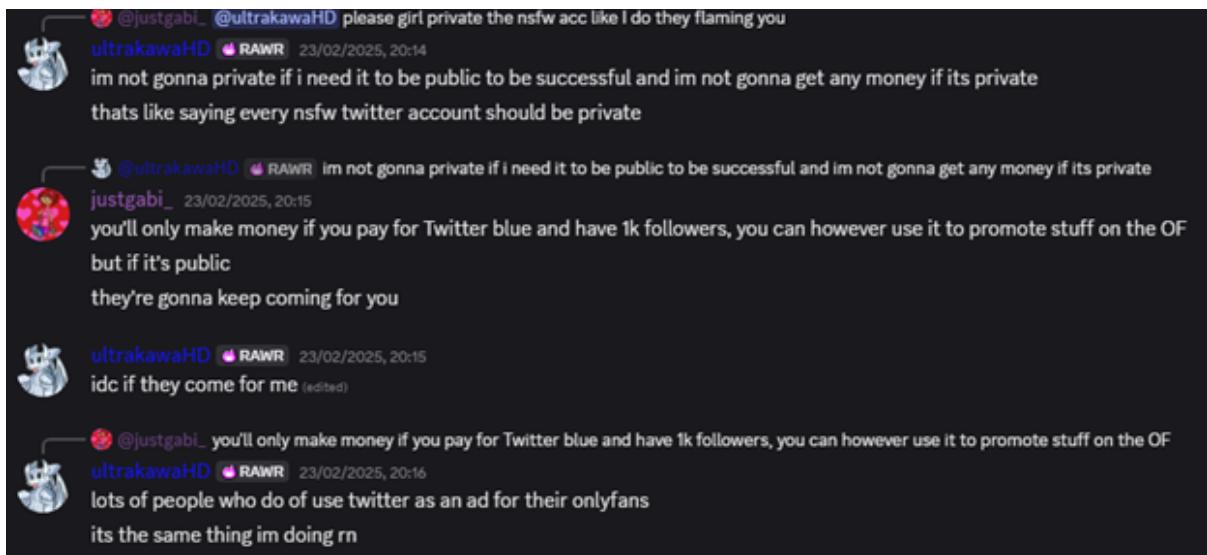 @justgabi_ @ultrakawaHD please girl private the nsfw acc like I do they flaming you
ultrakawaHD RAWR 23/02/2025, 20:14
im not gonna private if i need it to be public to be successful and im not gonna get any money if its private
thats like saying every nsfw twitter account should be private
@ultrakawaHD RAWR im not gonna private if i need it to be public to be successful and im not gonna get any money if its private
justgabi_ 23/02/2025, 20:15
you'll only make money if you pay for Twitter blue and have 1k followers, you can however use it to promote stuff on the OF
but if it's public
they're gonna keep coming for you
ultrakawaHD RAWR 23/02/2025, 20:15
idc if they come for me (edited)
@justgabi_ you'll only make money if you pay for Twitter blue and have 1k followers, you can however use it to promote stuff on the OF
ultrakawaHD RAWR 23/02/2025, 20:16
lots of people who do of use twitter as an ad for their onlyfans
its the same thing im doing rn